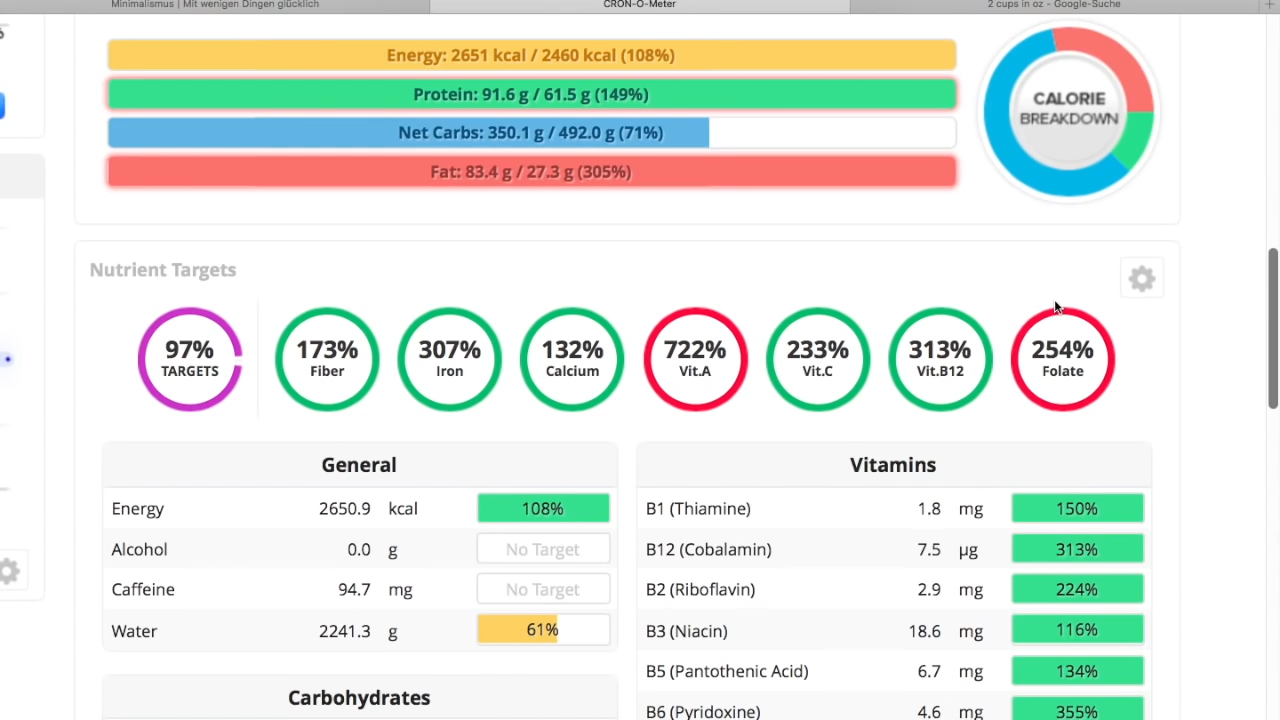 Minimalismus | Mit wenigen Dingen glücklich
CRON-O-Meter
2 cups in oz - Google-Suche
Energy: 2651 kcal / 2460 kcal (108%)
Protein: 91.6 g / 61.5 g (149%)
Net Carbs: 350.1 g / 492.0 g (71%)
Fat: 83.4 g / 27.3 g (305%)
CALORIE
BREAKDOWN
Nutrient Targets
97%
TARGETS
173%
Fiber
307%
Iron
132%
Calcium
722%
Vit.A
233%
Vit.C
313%
Vit.B12
254%
Folate
General
Energy 2650.9 kcal 108%
Alcohol 0.0 g No Target
Caffeine 94.7 mg No Target
Water 2241.3 g 61%
Carbohydrates
Vitamins
B1 (Thiamine) 1.8 mg 150%
B12 (Cobalamin) 7.5 µg 313%
B2 (Riboflavin) 2.9 mg 224%
B3 (Niacin) 18.6 mg 116%
B5 (Pantothenic Acid) 6.7 mg 134%
B6 (Pyridoxine) 4.6 mg 355%